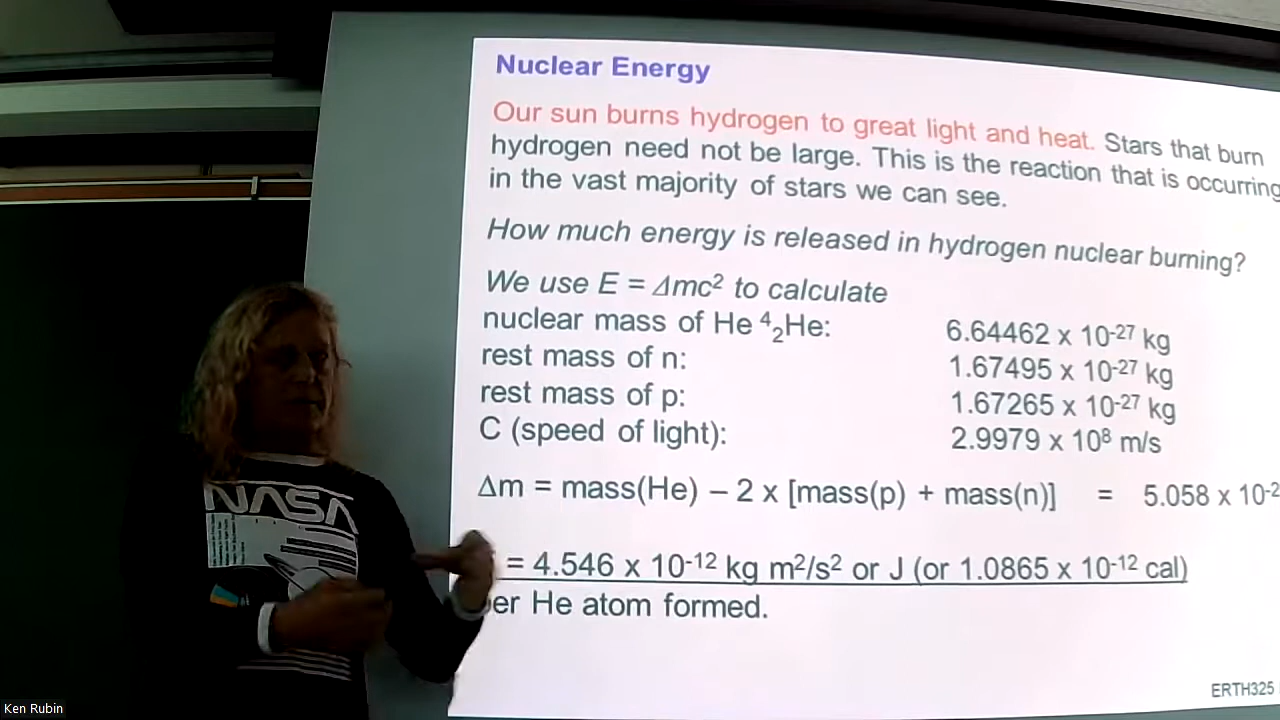 Nuclear Energy
Our sun burns hydrogen to great light and heat. Stars that burn
hydrogen need not be large. This is the reaction that is occurring
in the vast majority of stars we can see.
How much energy is released in hydrogen nuclear burning?
We use E = Δmc² to calculate
nuclear mass of He ⁴₂He: 6.64462 x 10⁻²⁷ kg
rest mass of n: 1.67495 x 10⁻²⁷ kg
rest mass of p: 1.67265 x 10⁻²⁷ kg
C (speed of light): 2.9979 x 10⁸ m/s
Δm = mass(He) – 2 x [mass(p) + mass(n)] = 5.058 x 10⁻²
= 4.546 x 10⁻¹² kg m²/s² or J (or 1.0865 x 10⁻¹² cal)
er He atom formed.
NASA
ERTH325
Ken Rubin